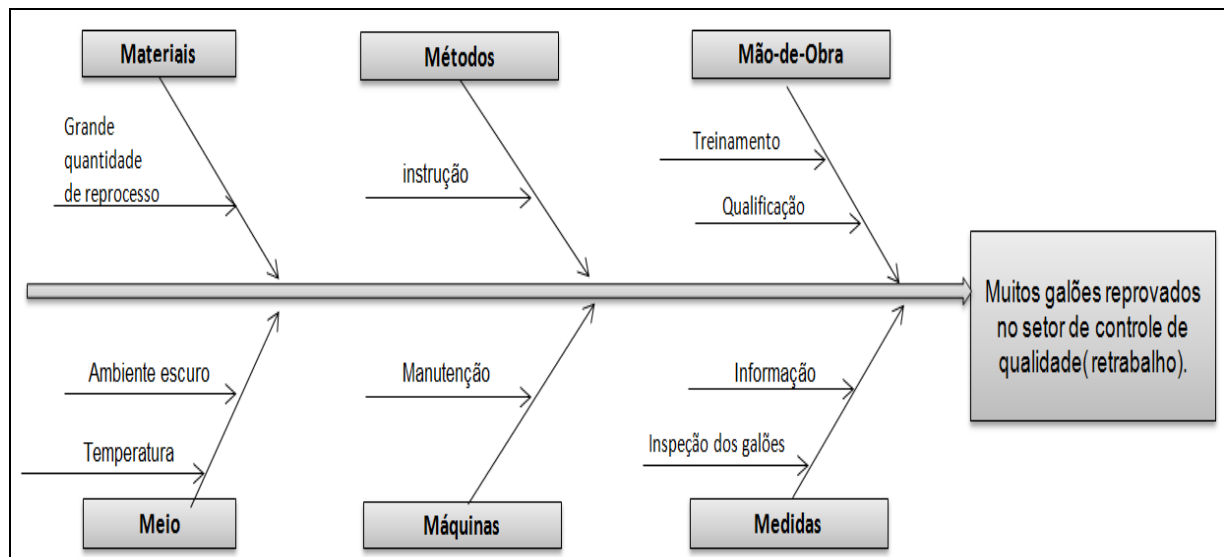 Materiais
Métodos
Mão-de-Obra
Grande
quantidade
de reprocesso
instrução
Treinamento
Qualificação
Muitos galões reprovados
no setor de controle de
qualidade( retrabalho).
Ambiente escuro
Temperatura
Manutenção
Informação
Inspeção dos galões
Meio
Máquinas
Medidas